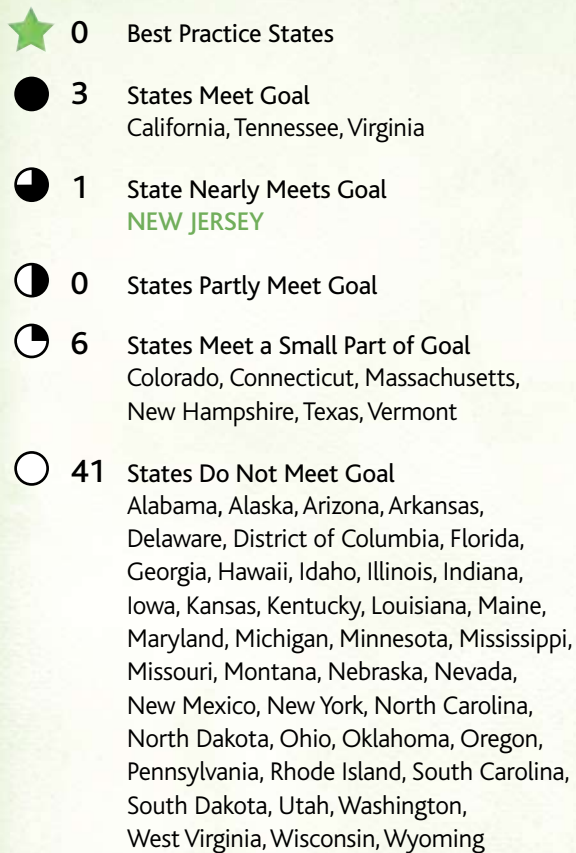 0 Best Practice States
3 States Meet Goal
California, Tennessee, Virginia
1 State Nearly Meets Goal
NEW JERSEY
0 States Partly Meet Goal
6 States Meet a Small Part of Goal
Colorado, Connecticut, Massachusetts,
New Hampshire, Texas, Vermont
41 States Do Not Meet Goal
Alabama, Alaska, Arizona, Arkansas,
Delaware, District of Columbia, Florida,
Georgia, Hawaii, Idaho, Illinois, Indiana,
Iowa, Kansas, Kentucky, Louisiana, Maine,
Maryland, Michigan, Minnesota, Mississippi,
Missouri, Montana, Nebraska, Nevada,
New Mexico, New York, North Carolina,
North Dakota, Ohio, Oklahoma, Oregon,
Pennsylvania, Rhode Island, South Carolina,
South Dakota, Utah, Washington,
West Virginia, Wisconsin, Wyoming